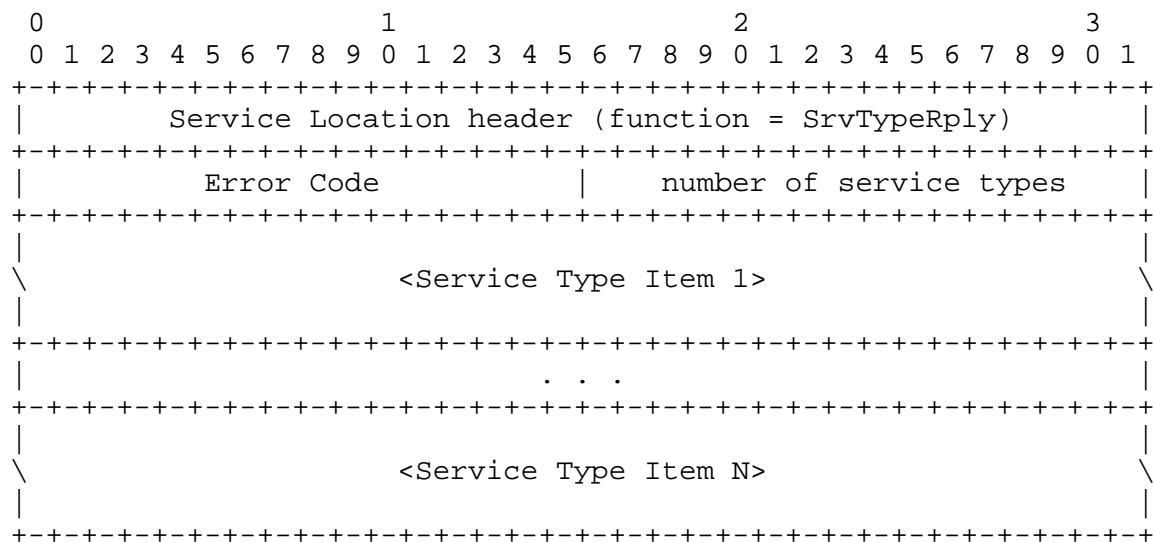 0                   1                   2                   3
 0 1 2 3 4 5 6 7 8 9 0 1 2 3 4 5 6 7 8 9 0 1 2 3 4 5 6 7 8 9 0 1
+-+-+-+-+-+-+-+-+-+-+-+-+-+-+-+-+-+-+-+-+-+-+-+-+-+-+-+-+-+-+-+-+
|        Service Location header (function = SrvTypeRply)       |
+-+-+-+-+-+-+-+-+-+-+-+-+-+-+-+-+-+-+-+-+-+-+-+-+-+-+-+-+-+-+-+-+
|          Error Code           |    number of service types    |
+-+-+-+-+-+-+-+-+-+-+-+-+-+-+-+-+-+-+-+-+-+-+-+-+-+-+-+-+-+-+-+-+
|                                                               |
\                     <Service Type Item 1>                     \
|                                                               |
+-+-+-+-+-+-+-+-+-+-+-+-+-+-+-+-+-+-+-+-+-+-+-+-+-+-+-+-+-+-+-+-+
|                             . . .                             |
+-+-+-+-+-+-+-+-+-+-+-+-+-+-+-+-+-+-+-+-+-+-+-+-+-+-+-+-+-+-+-+-+
|                                                               |
\                     <Service Type Item N>                     \
|                                                               |
+-+-+-+-+-+-+-+-+-+-+-+-+-+-+-+-+-+-+-+-+-+-+-+-+-+-+-+-+-+-+-+-+